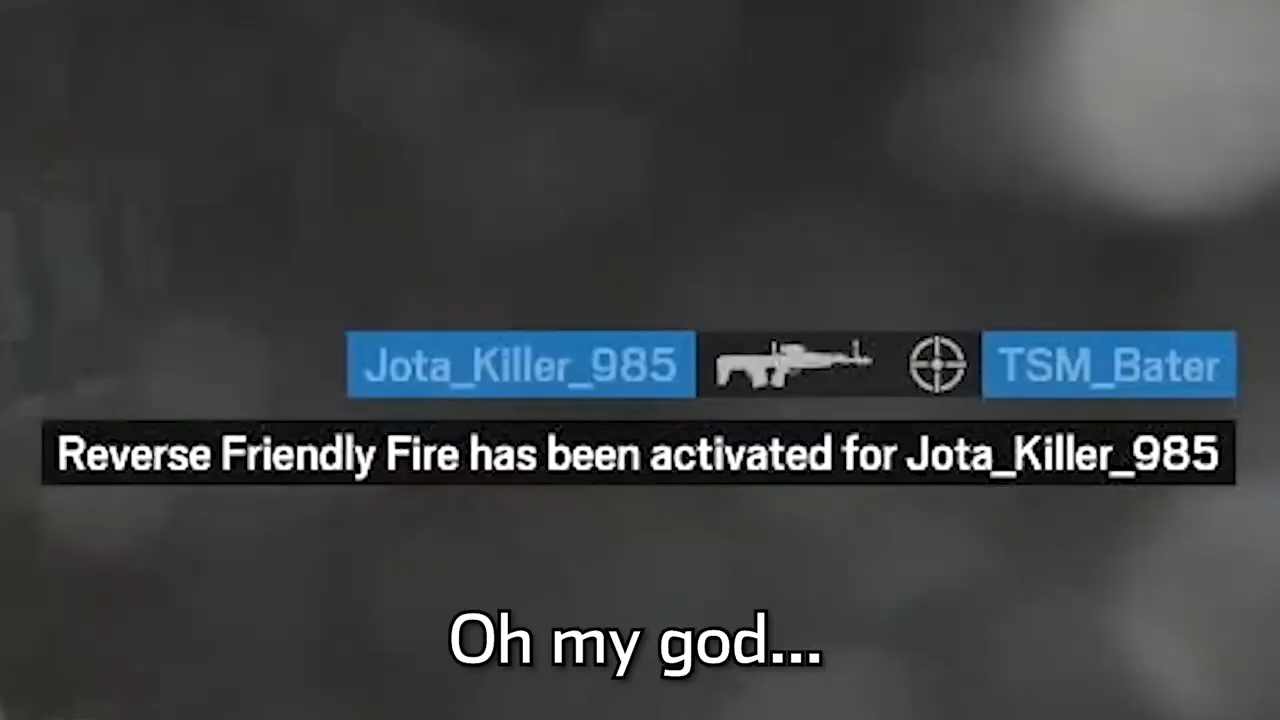 Jota_Killer_985 TSM_Bater
Reverse Friendly Fire has been activated for Jota_Killer_985
Oh my god...